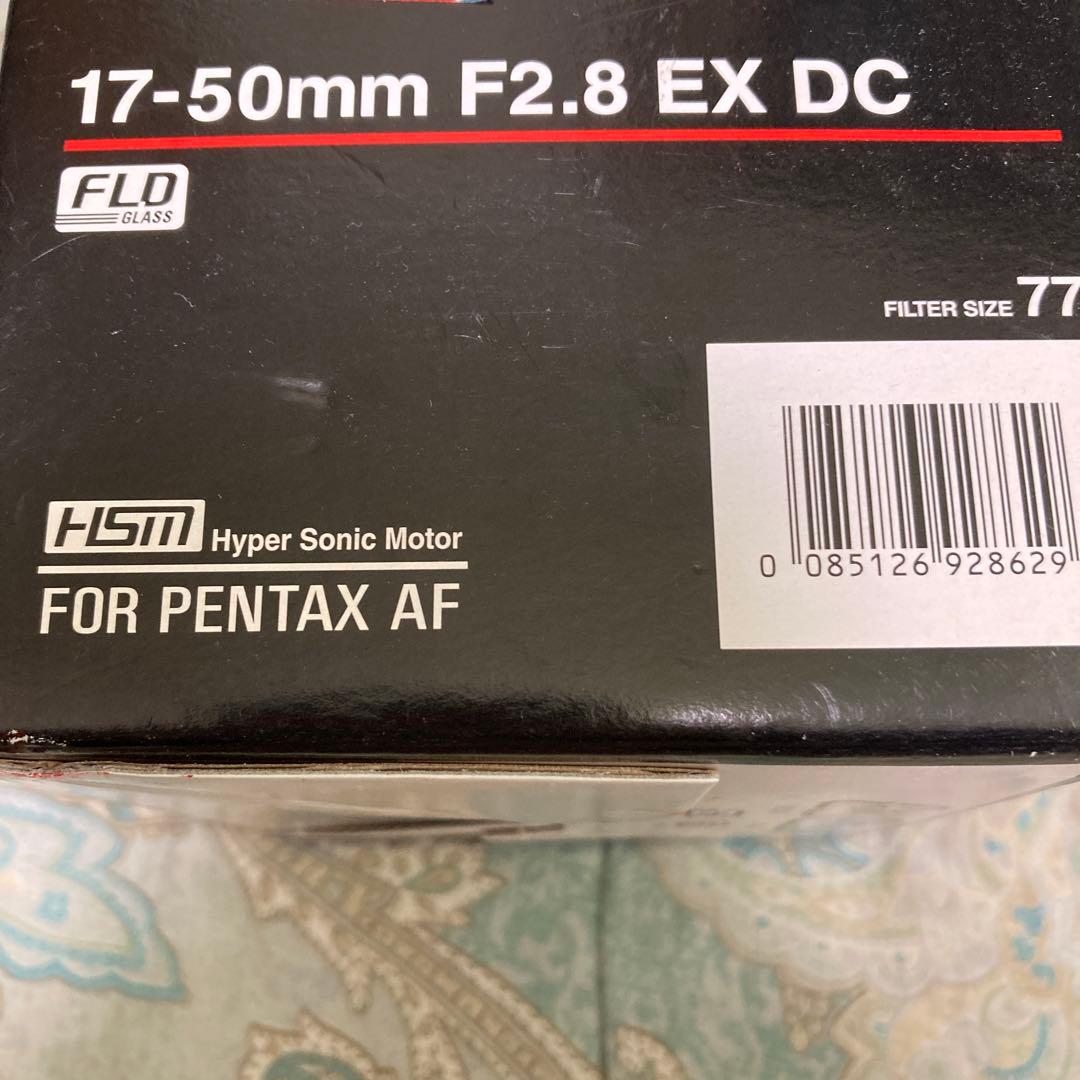 17-50mm F2.8 EX DC
FLD
GLASS
FILTER SIZE 77
HSM Hyper Sonic Motor
FOR PENTAX AF
0 085126 928629